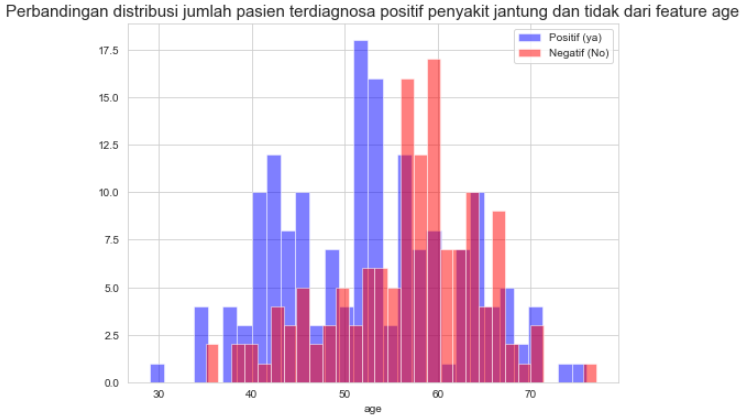 Perbandingan distribusi jumlah pasien terdiagnosa positif penyakit jantung dan tidak dari feature age
Positif (ya)
Negatif (No)
17.5
15.0
12.5
10.0
7.5
5.0
2.5
0.0
30 40 50 60 70
age